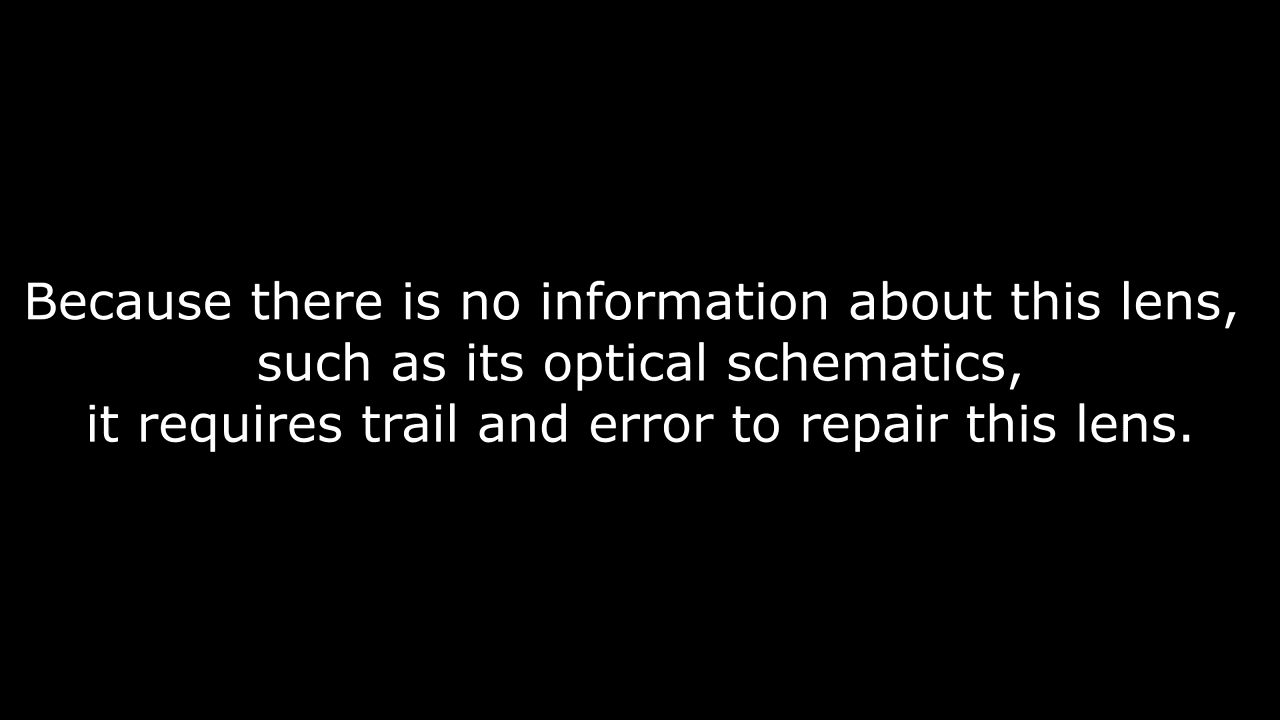 Because there is no information about this lens,
such as its optical schematics,
it requires trail and error to repair this lens.